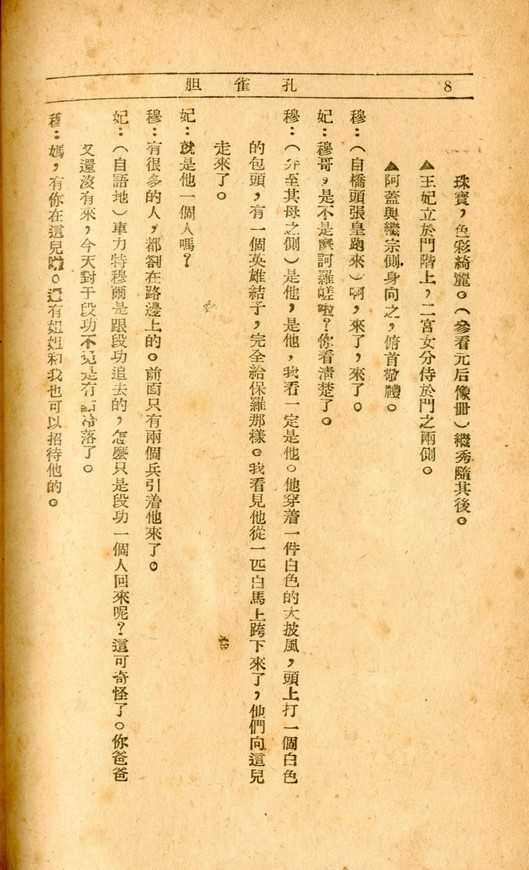 8
孔雀胆
珠寶,色彩綺麗。(參看元后像冊)繼秀隨其後。
▲王妃立於門階上,二宮女分侍於門之兩側。
▲阿蓋與繼宗側身向之,俯首敬禮。
穆:(自橋頭張皇跑來)啊,來了,來了。
妃:穆哥,是不是摩訶羅嵯啦?你看清楚了。
穆:(奔至其母之側)是他,是他,我看一定是他。他穿着一件白色的大披風,頭上打一個白色
的包頭,有一個英雄結子,完全給保羅那樣。我看見他從一匹白馬上跨下來了,他們向這兒
走來了。
妃:就是他一個人嗎?
穆:有很多的人,都劉在路邊上的。前面只有兩個兵引着他來了。
妃:(自語地)車力特穆爾是跟段功追去的,怎麼只是段功一個人回來呢?這可奇怪了。你爸爸
又還沒有來,今天對于段功不免是有冷落了。
穆:媽,有你在這兒啦。還有姐姐和我也可以招待他的。